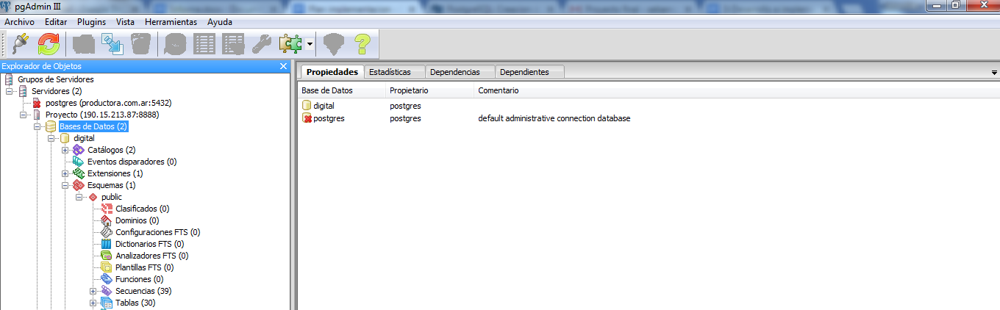 pgAdmin III
Archivo Editar Plugins Vista Herramientas Ayuda
Explorador de Objetos
Grupos de Servidores
Servidores (2)
postgres (productora.com.ar:5432)
Proyecto (190.15.213.87:8888)
Bases de Datos (2)
digital
Catálogos (2)
Eventos disparadores (0)
Extensiones (1)
Esquemas (1)
public
Clasificados (0)
Dominios (0)
Configuraciones FTS (0)
Dictionarios FTS (0)
Analizadores FTS (0)
Plantillas FTS (0)
Funciones (0)
Secuencias (39)
Tablas (30)
Propiedades Estadísticas Dependencias Dependientes
Base de Datos Propietario Comentario
digital postgres
postgres postgres default administrative connection database